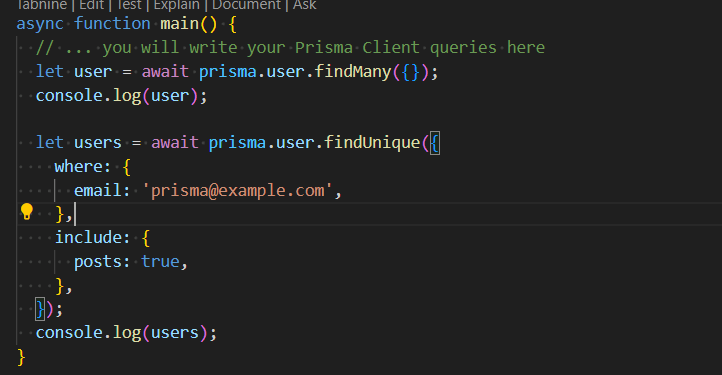 Tabnine | Edit | Test | Explain | Document | Ask
async function main() {
  // ... you will write your Prisma Client queries here
  let user = await prisma.user.findMany({});
  console.log(user);

  let users = await prisma.user.findUnique({
    where: {
      email: 'prisma@example.com',
    },
    include: {
      posts: true,
    },
  });
  console.log(users);
}